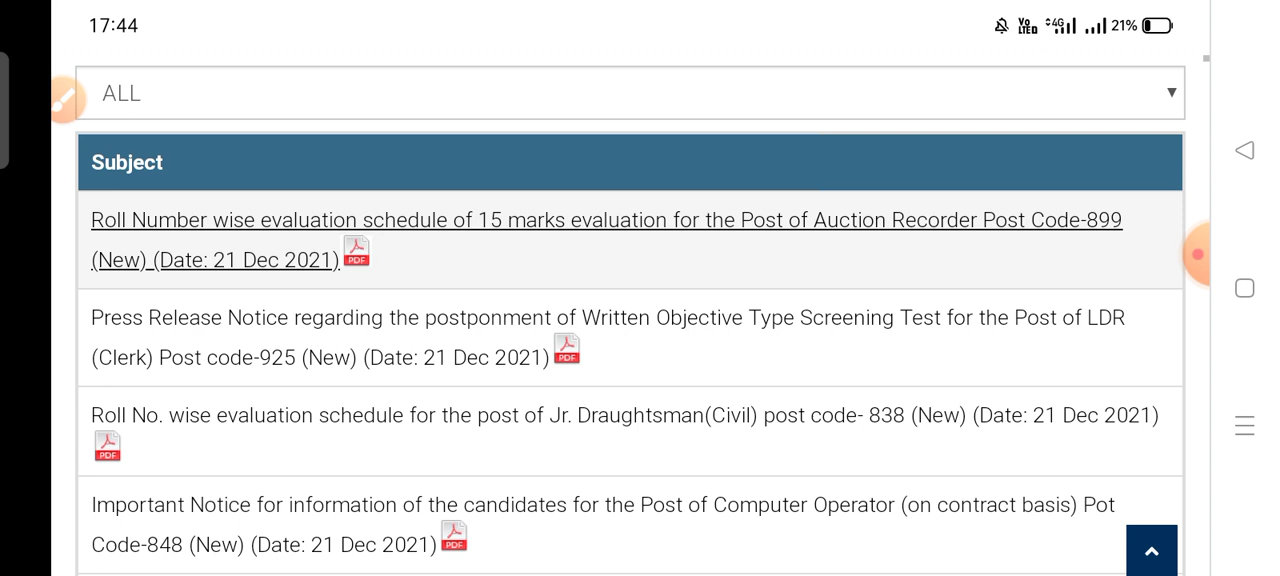 17:44
Vo LTED 4G 21%
ALL
Subject
Roll Number wise evaluation schedule of 15 marks evaluation for the Post of Auction Recorder Post Code-899
(New) (Date: 21 Dec 2021) PDF
Press Release Notice regarding the postponment of Written Objective Type Screening Test for the Post of LDR
(Clerk) Post code-925 (New) (Date: 21 Dec 2021) PDF
Roll No. wise evaluation schedule for the post of Jr. Draughtsman(Civil) post code- 838 (New) (Date: 21 Dec 2021)
PDF
Important Notice for information of the candidates for the Post of Computer Operator (on contract basis) Pot
Code-848 (New) (Date: 21 Dec 2021) PDF